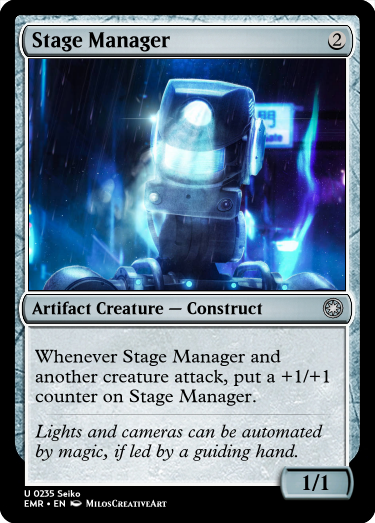 Stage Manager 2
門
Gate
Artifact Creature — Construct
Whenever Stage Manager and
another creature attack, put a +1/+1
counter on Stage Manager.
Lights and cameras can be automated
by magic, if led by a guiding hand.
1/1
U 0235 Seiko
EMR • EN MilosCreativeArt